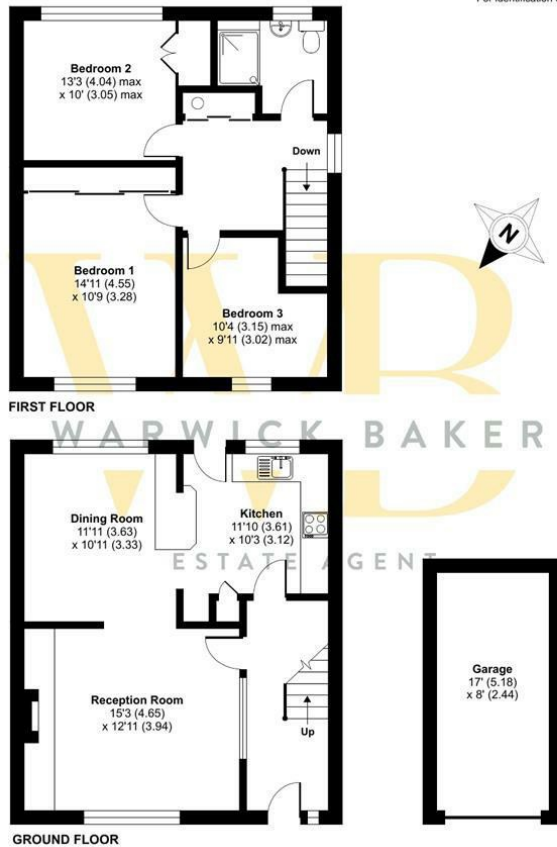 For identification
Bedroom 2
13'3 (4.04) max
x 10' (3.05) max
Down
N
Bedroom 1
14'11 (4.55)
x 10'9 (3.28)
Bedroom 3
10'4 (3.15) max
x 9'11 (3.02) max
FIRST FLOOR
WB
WARWICK BAKER
ESTATE AGENT
Dining Room
11'11 (3.63)
x 10'11 (3.33)
Kitchen
11'10 (3.61)
x 10'3 (3.12)
Reception Room
15'3 (4.65)
x 12'11 (3.94)
Up
Garage
17' (5.18)
x 8' (2.44)
GROUND FLOOR